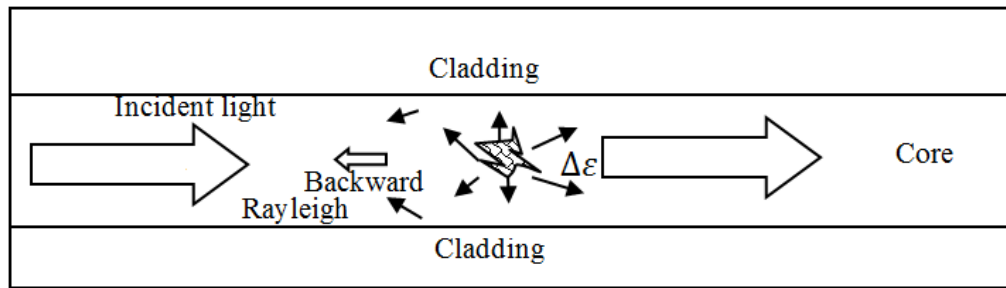 Cladding
Incident light
Δε
Core
Backward
Rayleigh
Cladding